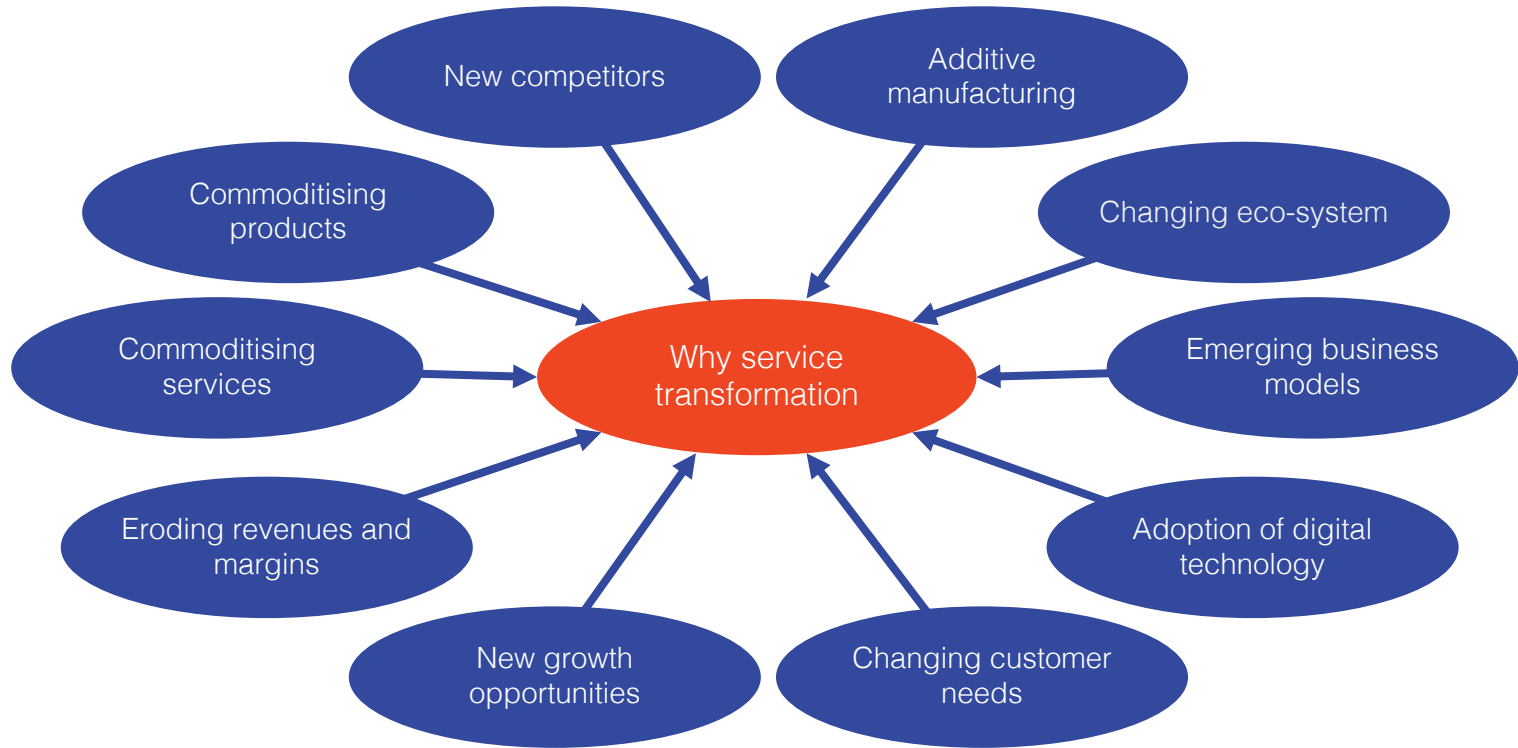 New competitors
Additive
manufacturing
Commoditising
products
Changing eco-system
Commoditising
services
Why service
transformation
Emerging business
models
Eroding revenues and
margins
Adoption of digital
technology
New growth
opportunities
Changing customer
needs